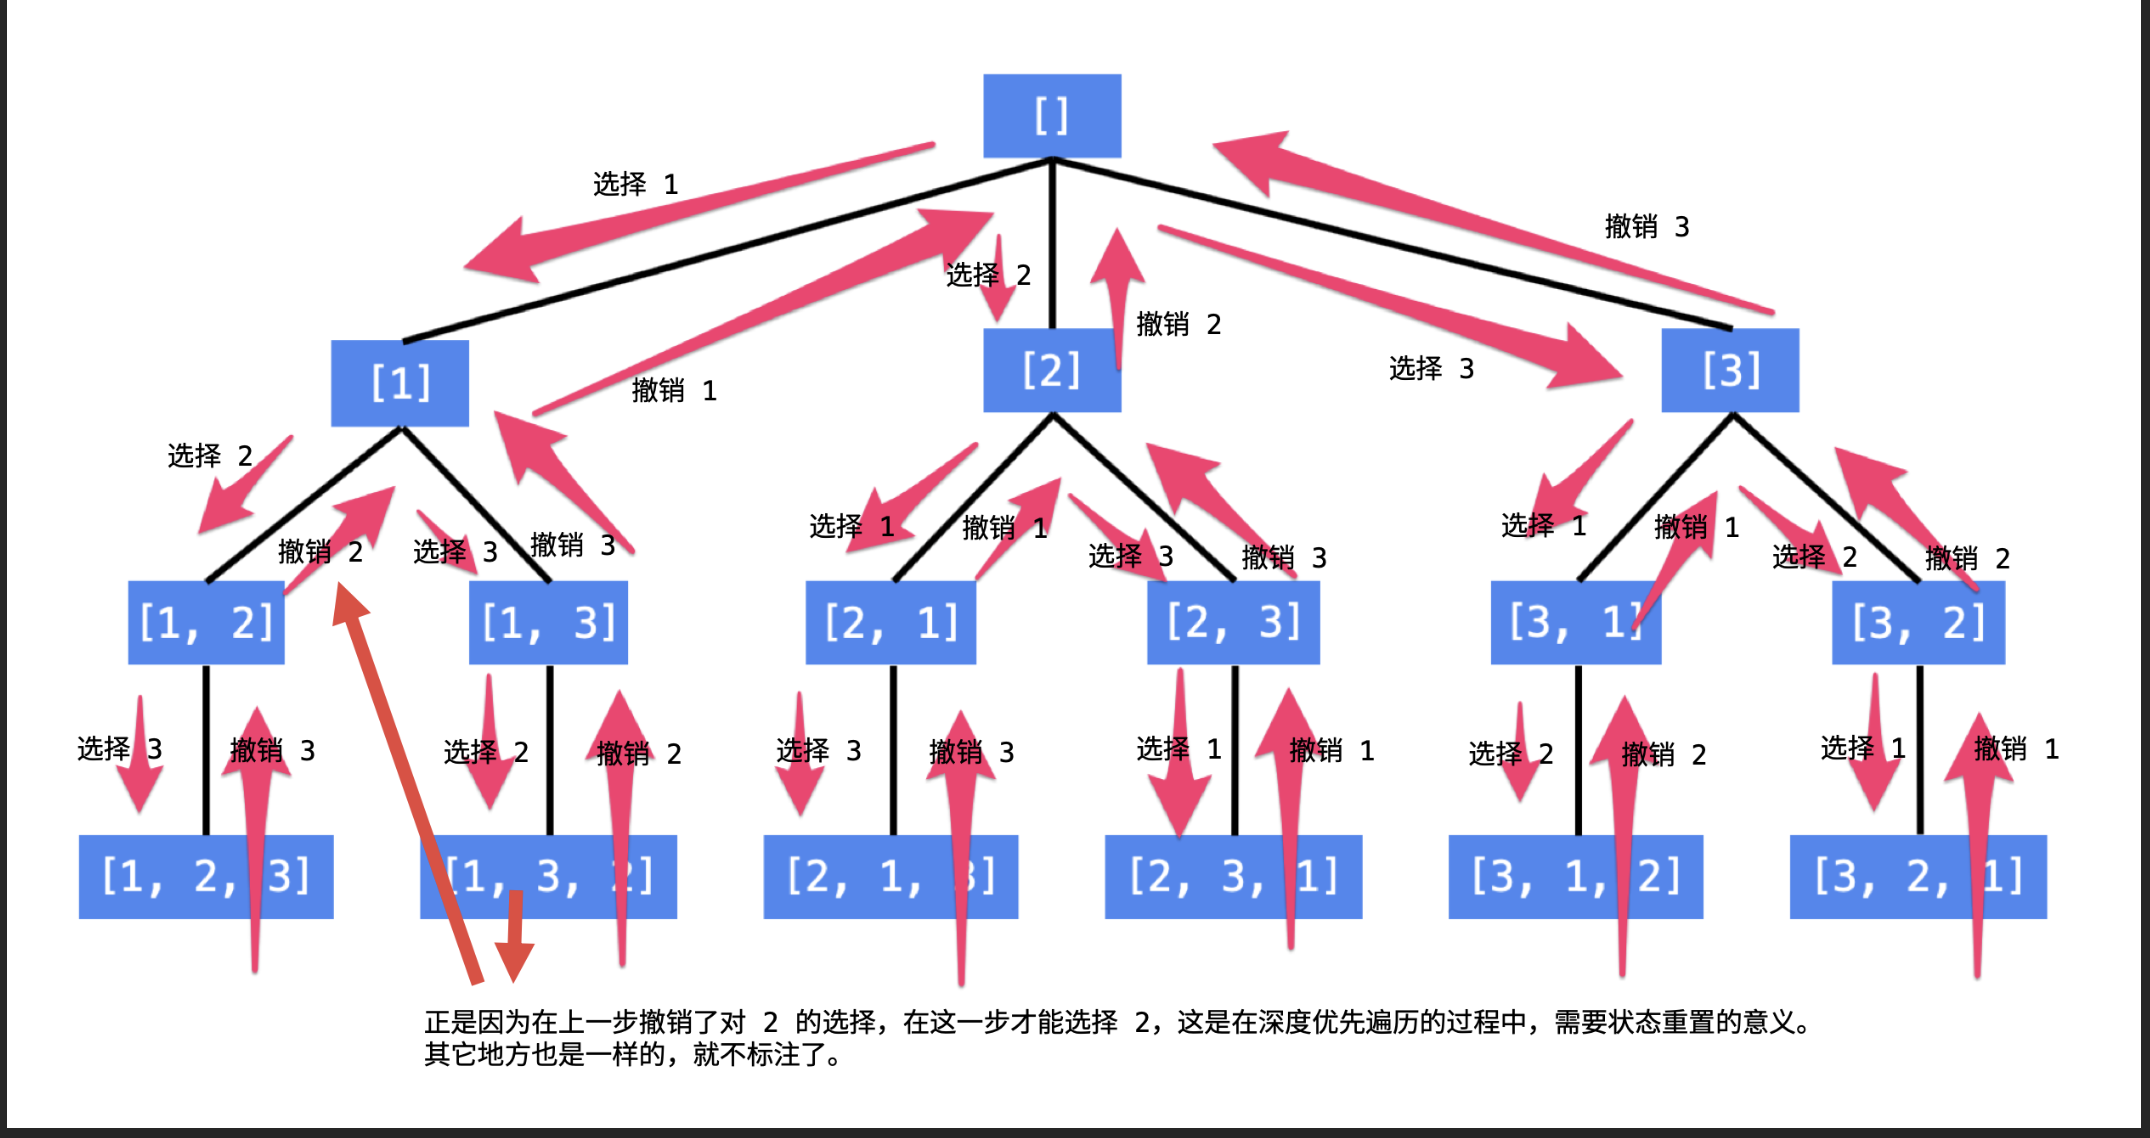 []
选择 1
撤销 3
选择 2
撤销 2
选择 3
撤销 1
[1]
[2]
[3]
选择 2
撤销 2
选择 3
撤销 3
选择 1
撤销 1
选择 3
撤销 3
选择 1
撤销 1
选择 2
撤销 2
[1, 2]
[1, 3]
[2, 1]
[2, 3]
[3, 1]
[3, 2]
选择 3
撤销 3
选择 2
撤销 2
选择 3
撤销 3
选择 1
撤销 1
选择 2
撤销 2
选择 1
撤销 1
[1, 2, 3]
[1, 3, 2]
[2, 1, 3]
[2, 3, 1]
[3, 1, 2]
[3, 2, 1]
正是因为在上一步撤销了对 2 的选择，在这一步才能选择 2，这是在深度优先遍历的过程中，需要状态重置的意义。
其它地方也是一样的，就不标注了。